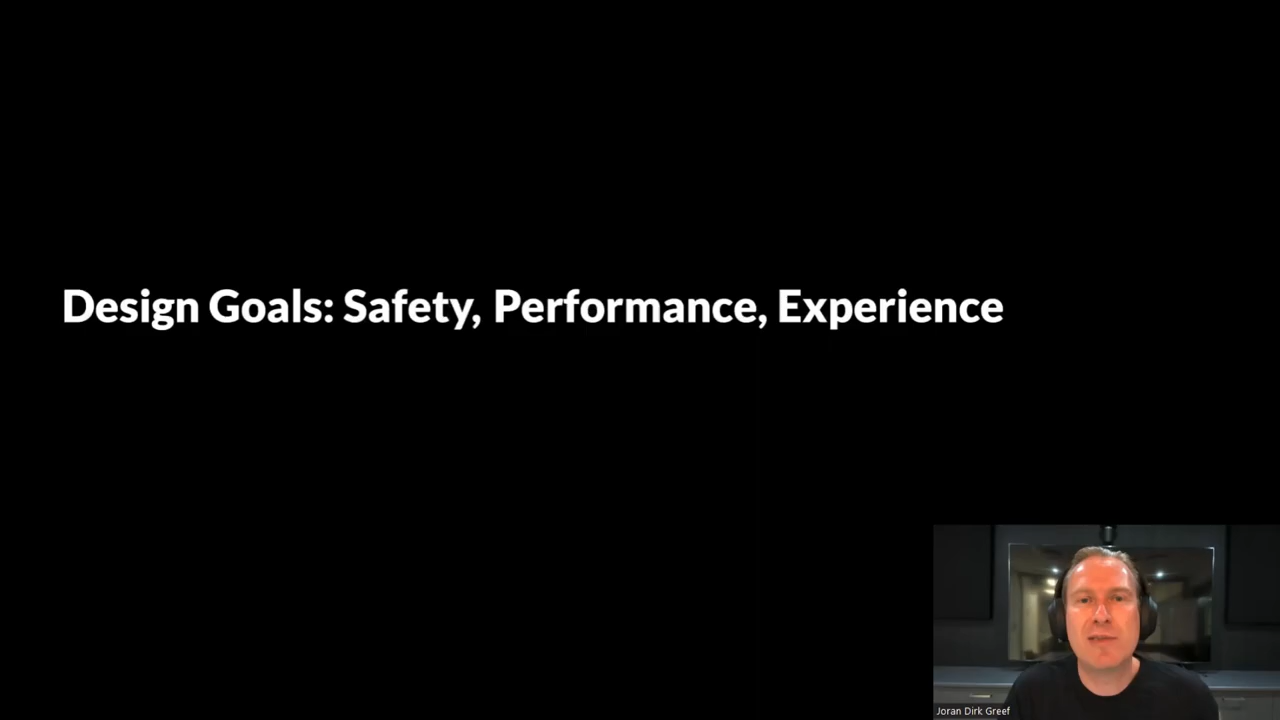 Design Goals: Safety, Performance, Experience
Joran Dirk Greef